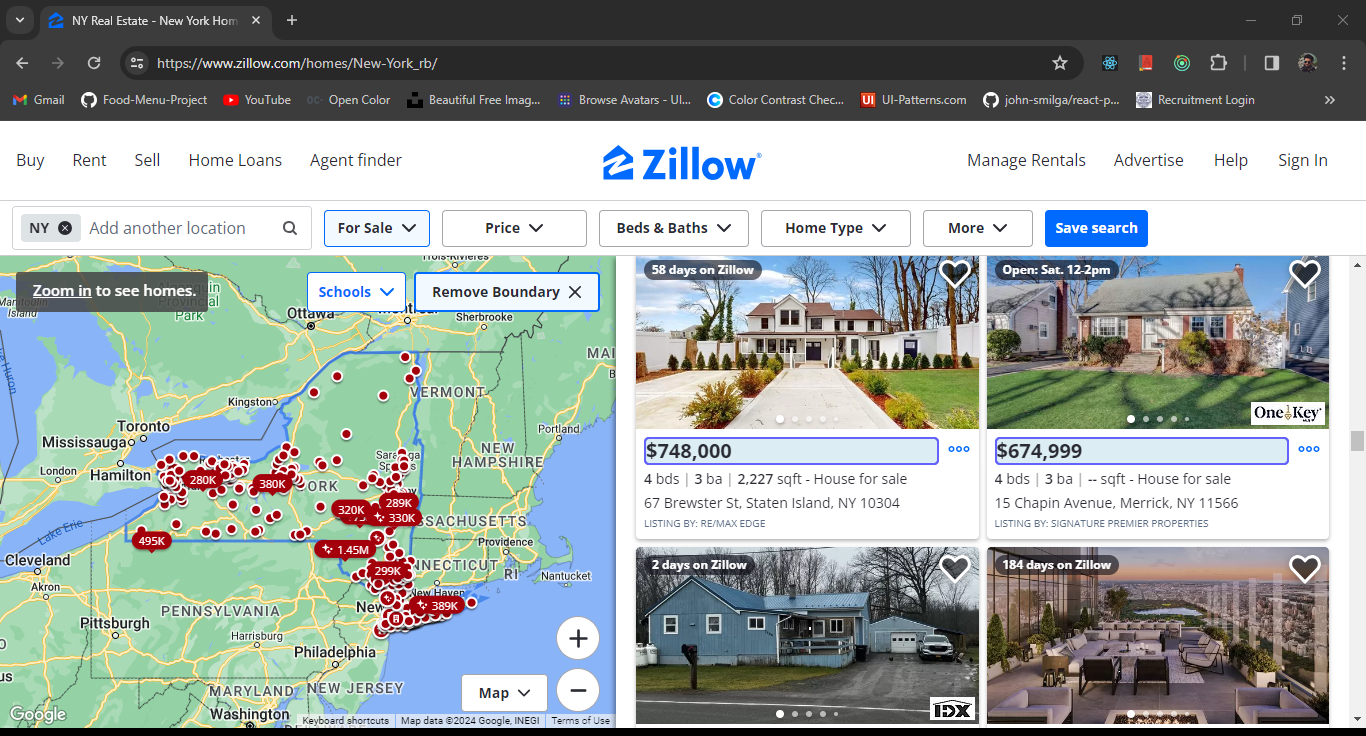 NY Real Estate - New York Hom
https://www.zillow.com/homes/New-York_rb/
Gmail
Food-Menu-Project
YouTube
Open Color
Beautiful Free Imag...
Browse Avatars - UI...
Color Contrast Chec...
UI-Patterns.com
john-smilga/react-p...
Recruitment Login
Buy
Rent
Sell
Home Loans
Agent finder
Zillow
Manage Rentals
Advertise
Help
Sign In
NY
Add another location
For Sale
Price
Beds & Baths
Home Type
More
Save search
Zoom in to see homes.
Schools
Remove Boundary
Ottawa
Sherbrooke
VERMONT
Kingston
Toronto
Mississauga
Hamilton
London
Portland
NEW
HAMPSHIRE
280K
380K
320K
289K
330K
495K
1.45M
299K
389K
Lake Erie
Cleveland
Akron
Providence
RI
Nantucket
New Haven
PENNSYLVANIA
Pittsburgh
Harrisburg
Philadelphia
MARYLAND
NEW JERSEY
Washington
Map
Google
Keyboard shortcuts
Map data ©2024 Google, INEGI
Terms of Use
58 days on Zillow
$748,000
4 bds | 3 ba | 2,227 sqft - House for sale
67 Brewster St, Staten Island, NY 10304
LISTING BY: RE/MAX EDGE
Open: Sat. 12-2pm
One Key
$674,999
4 bds | 3 ba | -- sqft - House for sale
15 Chapin Avenue, Merrick, NY 11566
LISTING BY: SIGNATURE PREMIER PROPERTIES
2 days on Zillow
IDX
184 days on Zillow